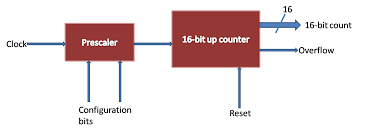 16
Prescaler
16-bit up counter
16-bit count
Clock
Overflow
Configuration
bits
Reset